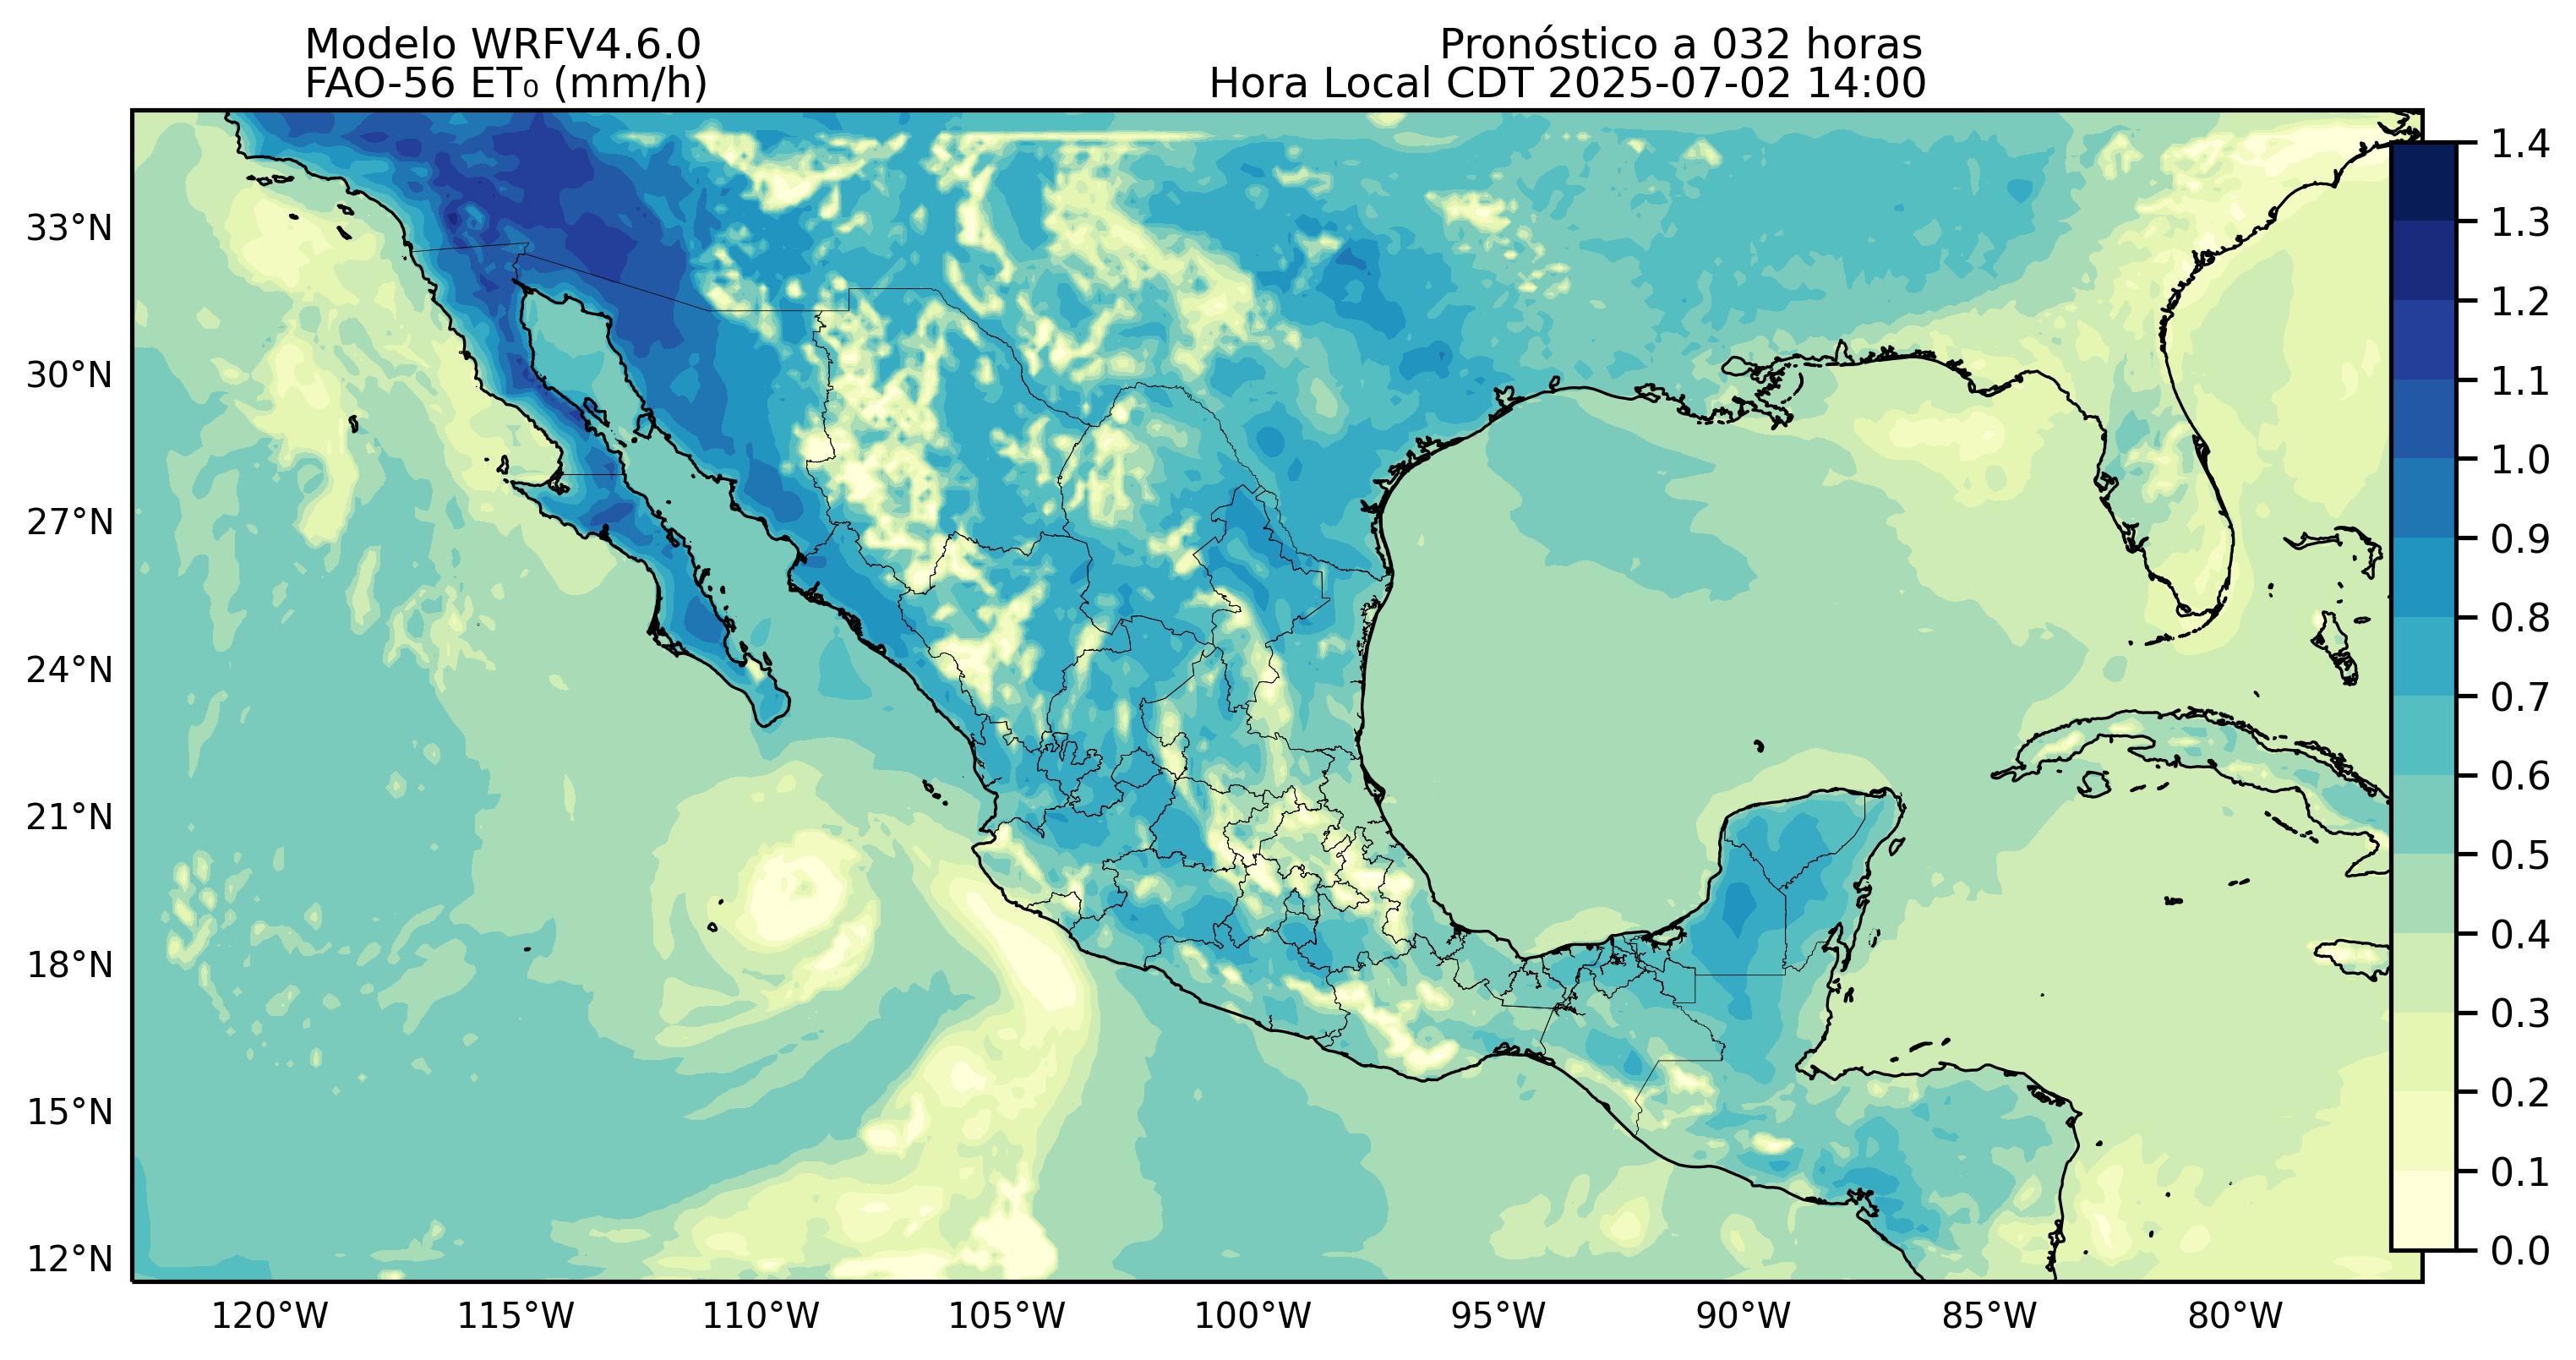 Modelo WRFV4.6.0
FAO-56 ET₀ (mm/h)
Pronóstico a 032 horas
Hora Local CDT 2025-07-02 14:00
33°N
30°N
27°N
24°N
21°N
18°N
15°N
12°N
120°W
115°W
110°W
105°W
100°W
95°W
90°W
85°W
80°W
1.4
1.3
1.2
1.1
1.0
0.9
0.8
0.7
0.6
0.5
0.4
0.3
0.2
0.1
0.0